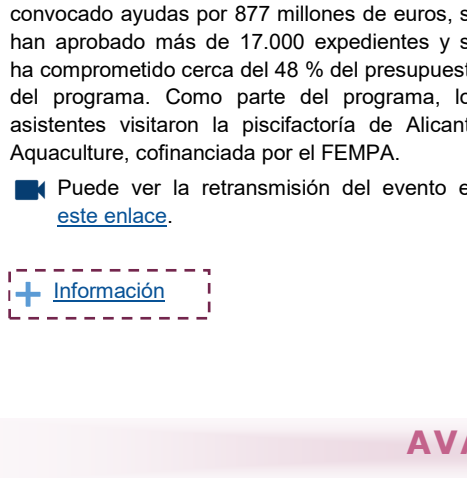 convocado ayudas por 877 millones de euros, s
han aprobado más de 17.000 expedientes y s
ha comprometido cerca del 48 % del presupuest
del programa. Como parte del programa, lo
asistentes visitaron la piscifactoría de Alicant
Aquaculture, cofinanciada por el FEMPA.
Puede ver la retransmisión del evento e
este enlace.
Información
AVA